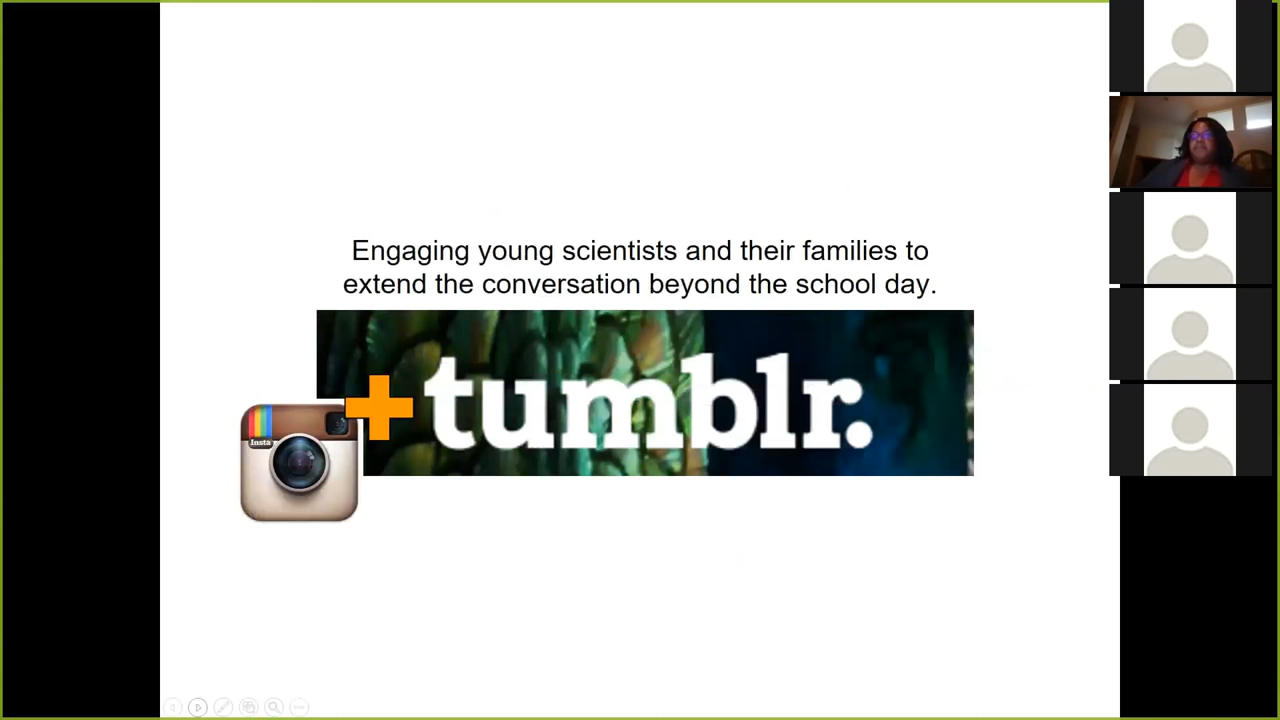 Engaging young scientists and their families to
extend the conversation beyond the school day.
tumblr.
Insta